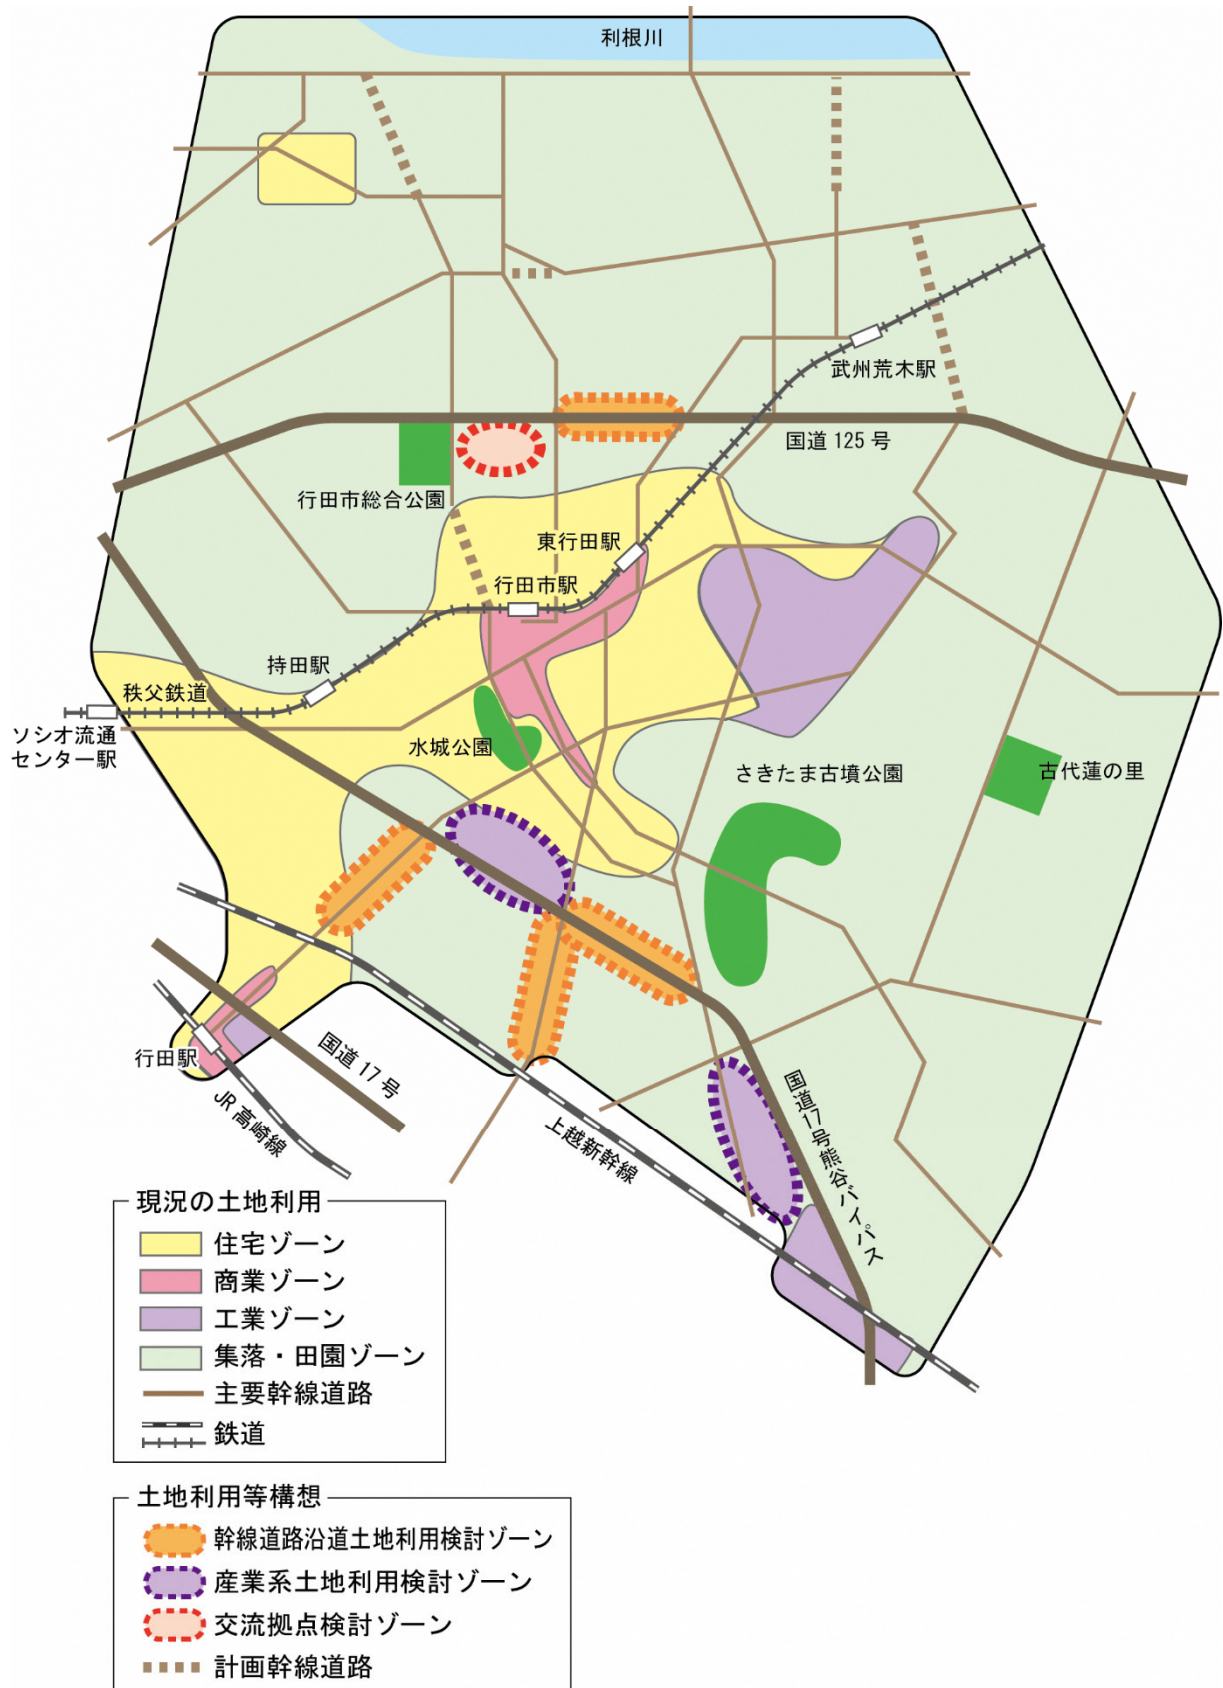 利根川
武州荒木駅
国道 125 号
行田市総合公園
東行田駅
行田市駅
持田駅
秩父鉄道
ソシオ流通
センター駅
水城公園
さきたま古墳公園
古代蓮の里
行田駅
国道 17 号
JR 高崎線
上越新幹線
国道17号熊谷バイパス
現況の土地利用
住宅ゾーン
商業ゾーン
工業ゾーン
集落・田園ゾーン
主要幹線道路
鉄道
土地利用等構想
幹線道路沿道土地利用検討ゾーン
産業系土地利用検討ゾーン
交流拠点検討ゾーン
計画幹線道路